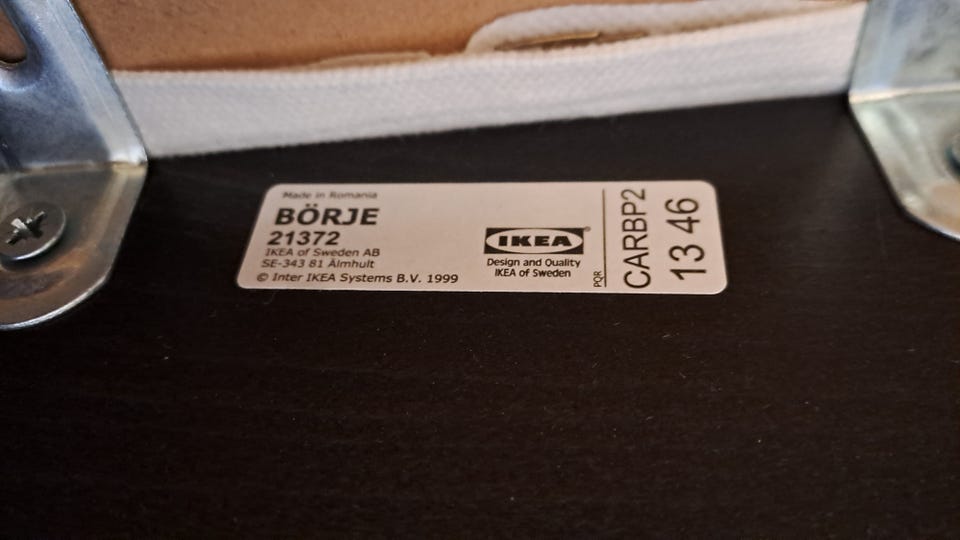 Made in Romania
BÖRJE
21372
IKEA of Sweden AB
SE-343 81 Älmhult
© Inter IKEA Systems B.V. 1999
IKEA®
Design and Quality
IKEA of Sweden
PQR
CARBP2
13 46